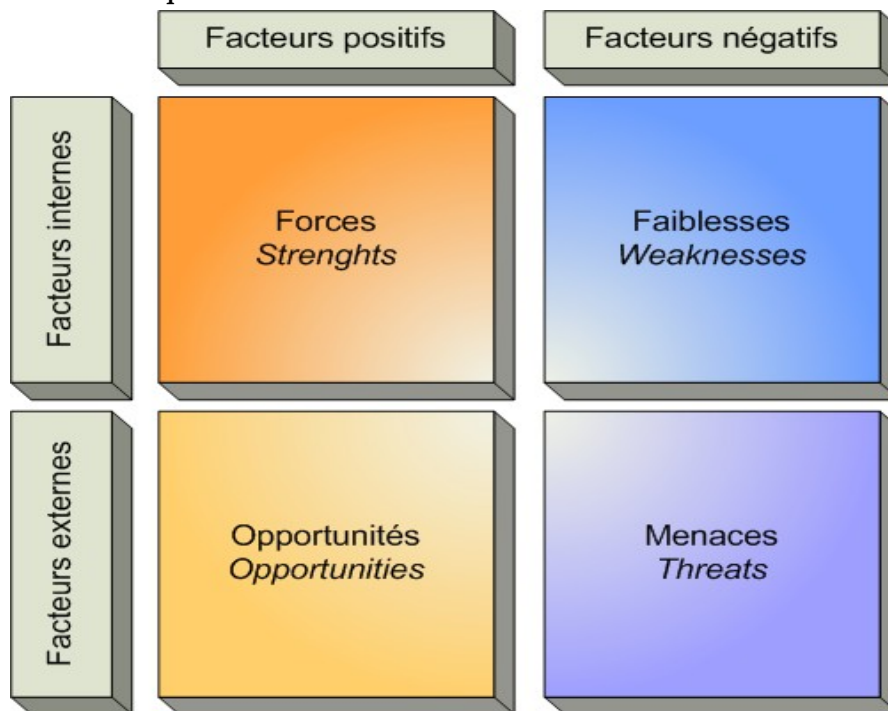 Facteurs positifs
Facteurs négatifs
Facteurs internes
Forces
Strenghts
Faiblesses
Weaknesses
Facteurs externes
Opportunités
Opportunities
Menaces
Threats